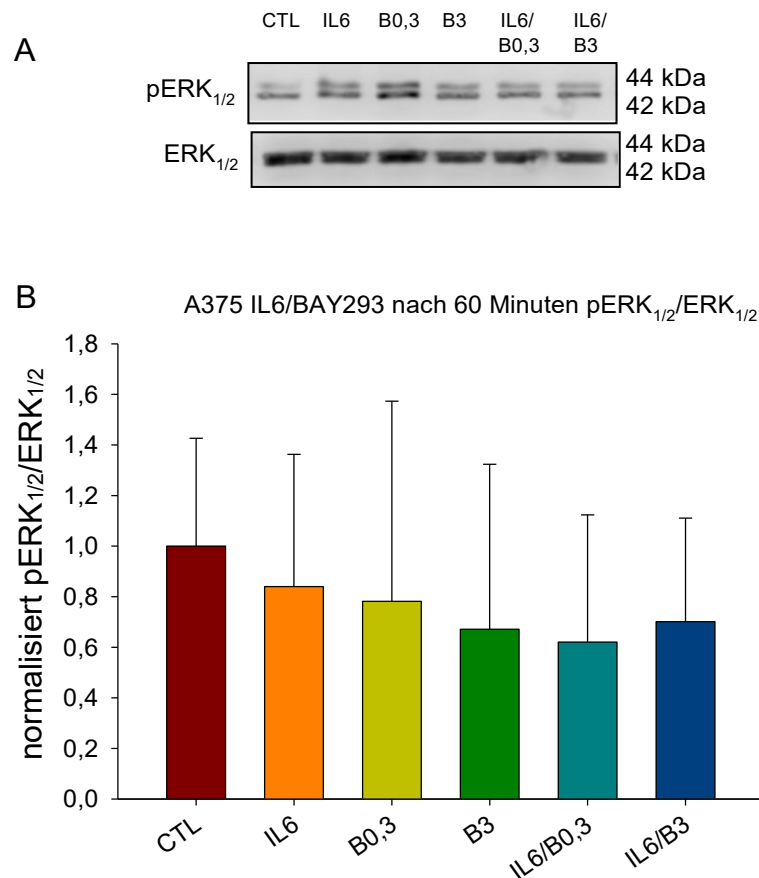 A
CTL IL6 B0,3 B3 IL6/ IL6/
B0,3 B3
pERK1/2
44 kDa
42 kDa
ERK1/2
44 kDa
42 kDa
B
A375 IL6/BAY293 nach 60 Minuten pERK1/2/ERK1/2
normalisiert pERK1/2/ERK1/2
1,8
1,6
1,4
1,2
1,0
0,8
0,6
0,4
0,2
0,0
CTL IL6 B0,3 B3 IL6/B0,3 IL6/B3